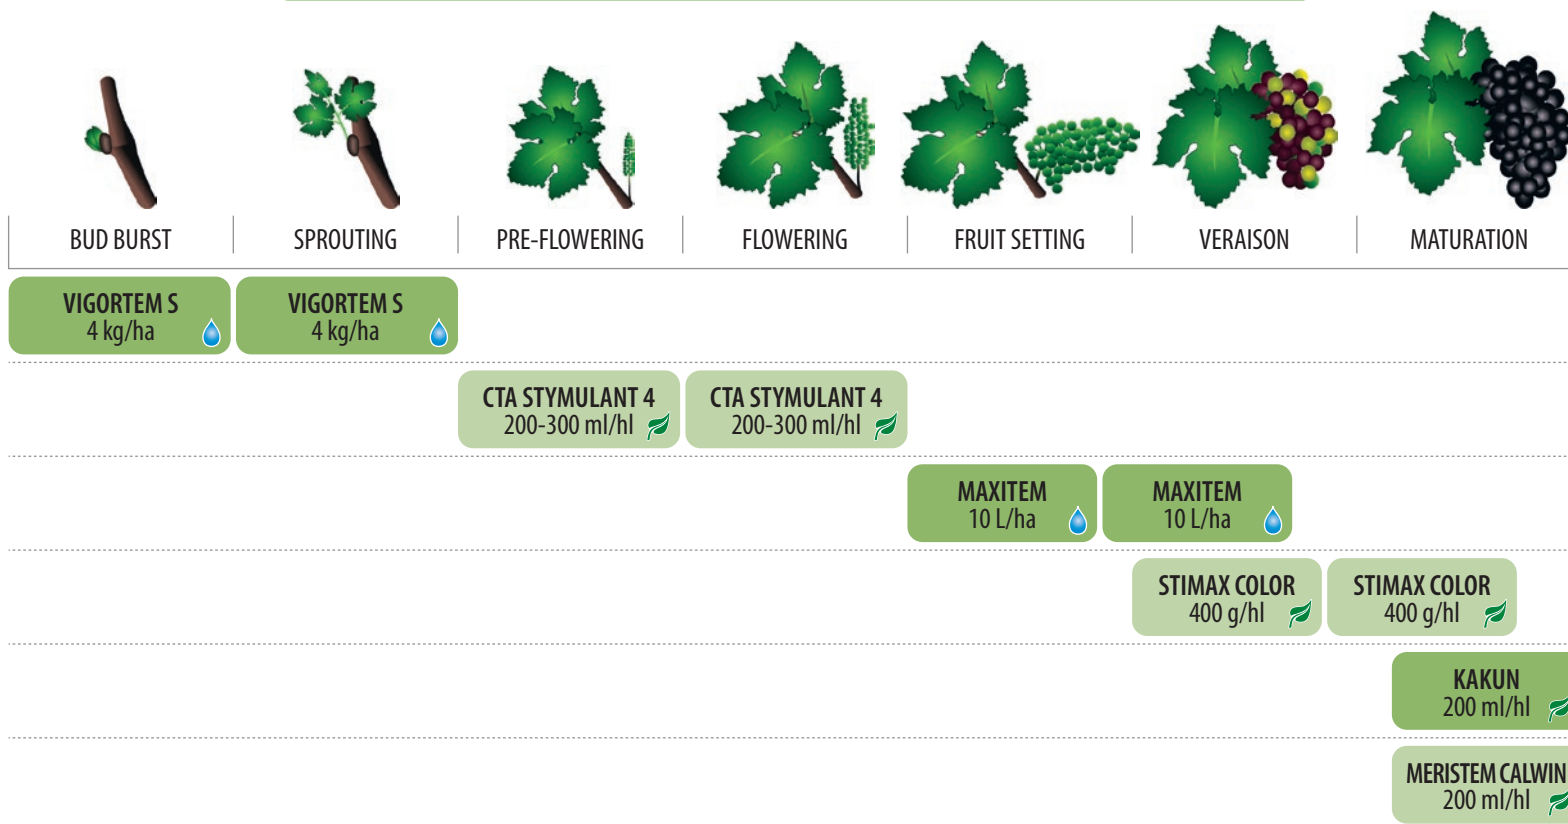 BUD BURST
SPROUTING
PRE-FLOWERING
FLOWERING
FRUIT SETTING
VERAISON
MATURATION
VIGORTEM S
4 kg/ha
VIGORTEM S
4 kg/ha
CTA STYMULANT 4
200-300 ml/hl
CTA STYMULANT 4
200-300 ml/hl
MAXITEM
10 L/ha
MAXITEM
10 L/ha
STIMAX COLOR
400 g/hl
STIMAX COLOR
400 g/hl
KAKUN
200 ml/hl
MERISTEM CALWIN
200 ml/hl